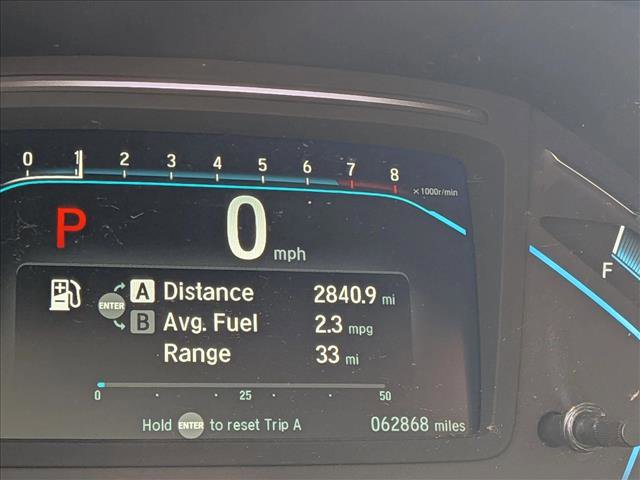 0 1 2 3 4 5 6 7 8
x 1000r/min
P 0 mph
F
ENTER A Distance 2840.9 mi
B Avg. Fuel 2.3 mpg
Range 33 mi
0 25 50
Hold ENTER to reset Trip A 062868 miles